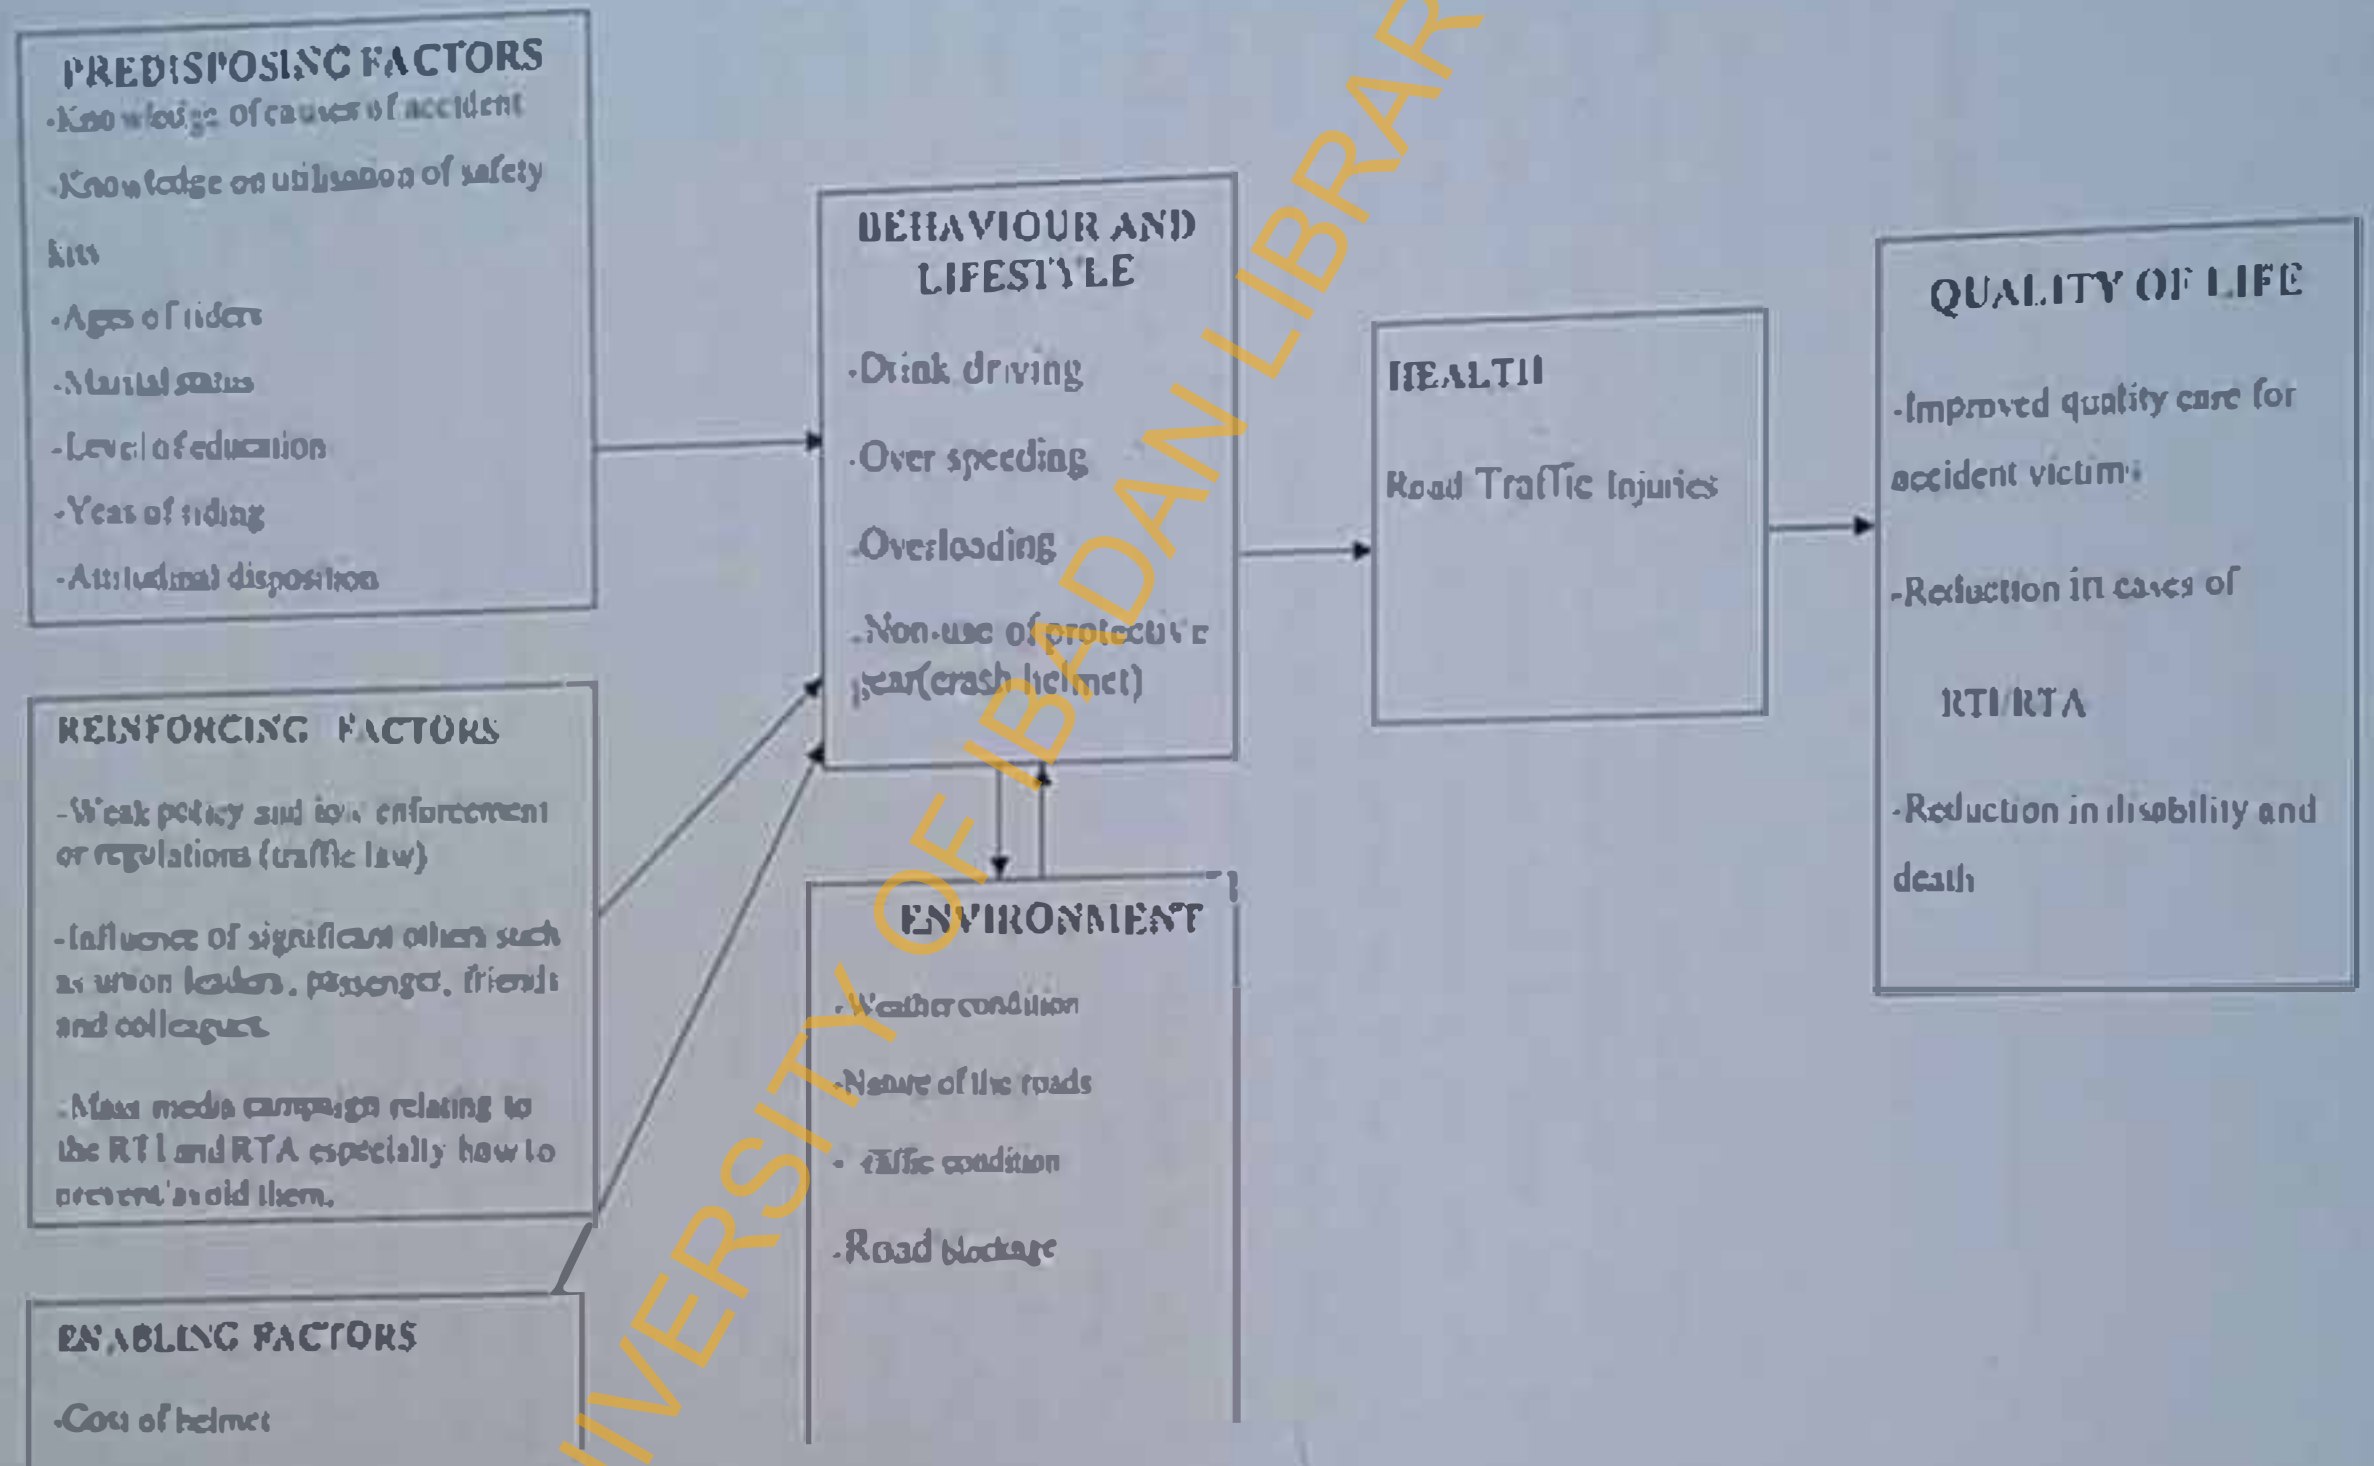 PREDISPOSING FACTORS
-Knowledge of causes of accident
-Knowledge on utilisation of safety
kits
-Ages of riders
-Marital status
-Level of education
-Year of riding
-Attitudinal disposition
REINFORCING FACTORS
-Weak policy and low enforcement
or regulations (traffic law)
-Influence of significant others such
as union leaders, passenger, friends
and colleagues
-Mass media campaign relating to
the RTI and RTA especially how to
prevent/avoid them.
ENABLING FACTORS
-Cost of helmet
BEHAVIOUR AND
LIFESTYLE
-Drink driving
-Over speeding
-Overloading
-Non-use of protective
gear(crash helmet)
ENVIRONMENT
-Weather condition
-Nature of the roads
- traffic condition
-Road blockage
HEALTH
Road Traffic Injuries
QUALITY OF LIFE
-Improved quality care for
accident victims
-Reduction in cases of
RTI/RTA
-Reduction in disability and
death
IVERSITY OF IBADAN LIBRAR